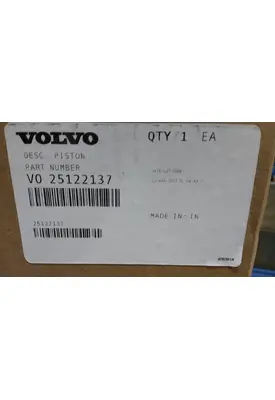 VOLVO
QTY 1 EA
DESC. PISTON
PART NUMBER
VO 25122137
25122137
MADE IN: IN